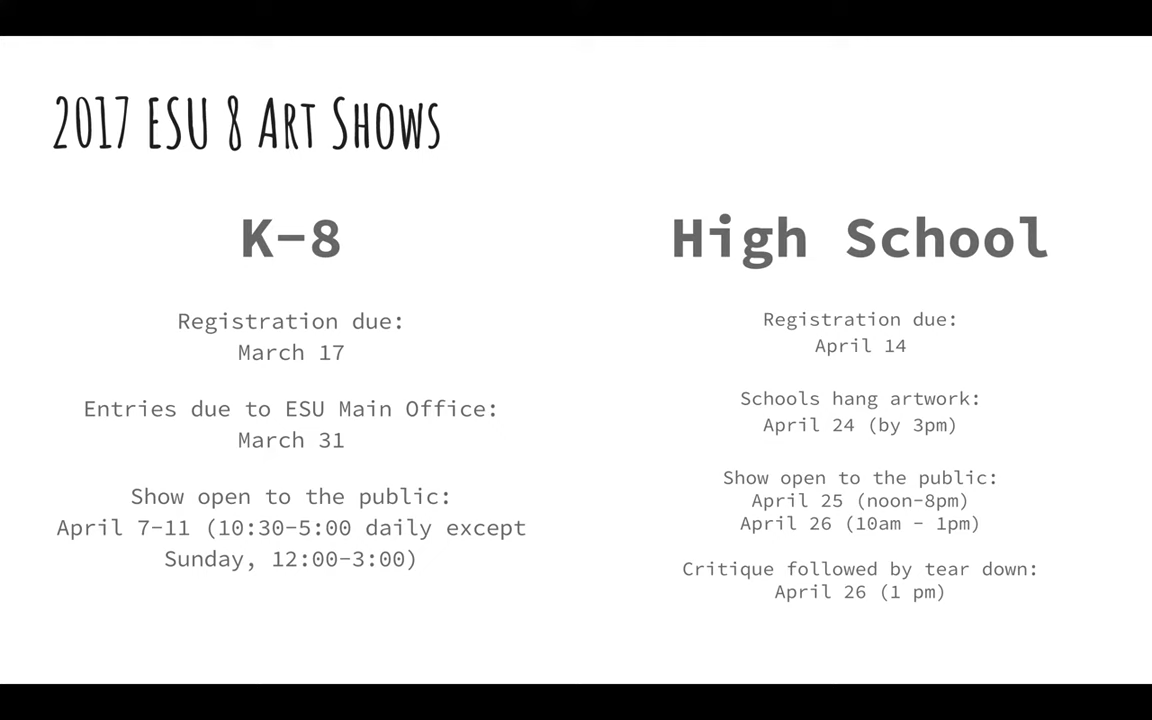 2017 ESU 8 Art Shows
K-8
Registration due:
March 17
Entries due to ESU Main Office:
March 31
Show open to the public:
April 7-11 (10:30-5:00 daily except
Sunday, 12:00-3:00)
High School
Registration due:
April 14
Schools hang artwork:
April 24 (by 3pm)
Show open to the public:
April 25 (noon-8pm)
April 26 (10am - 1pm)
Critique followed by tear down:
April 26 (1 pm)